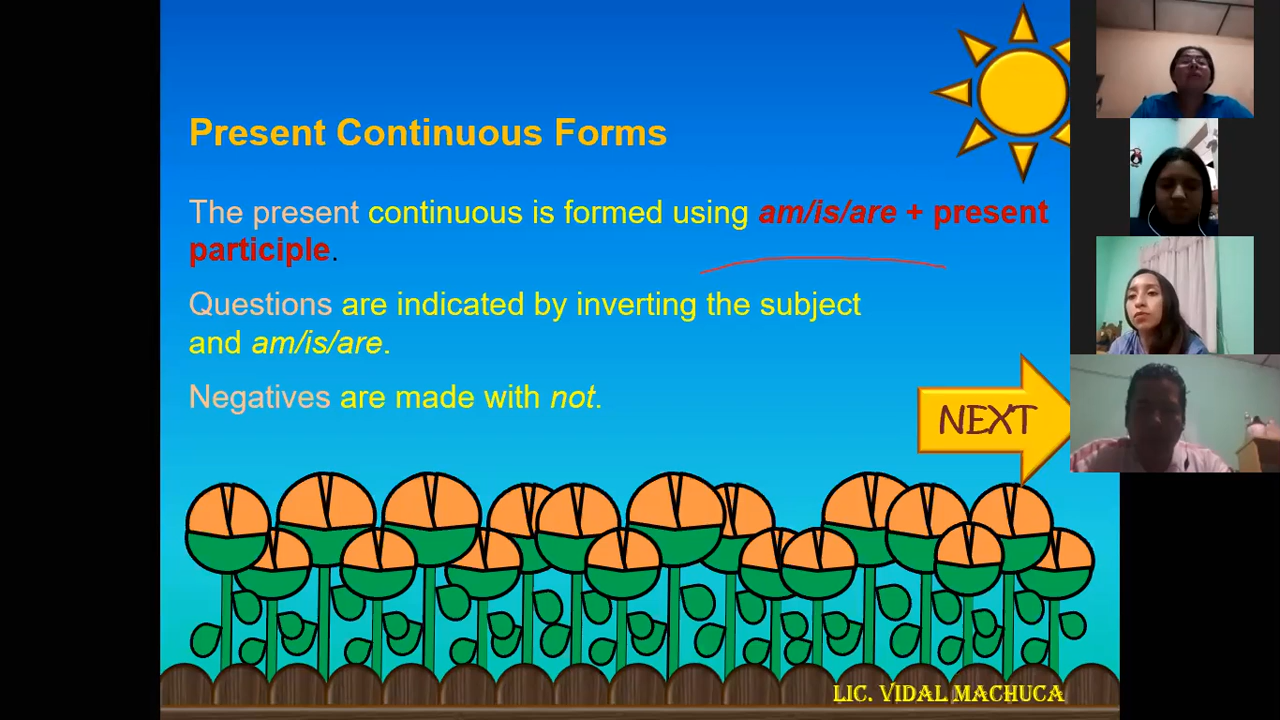 Present Continuous Forms
The present continuous is formed using am/is/are + present
participle.
Questions are indicated by inverting the subject
and am/is/are.
Negatives are made with not.
NEXT
LIC. VIDAL MACHUCA